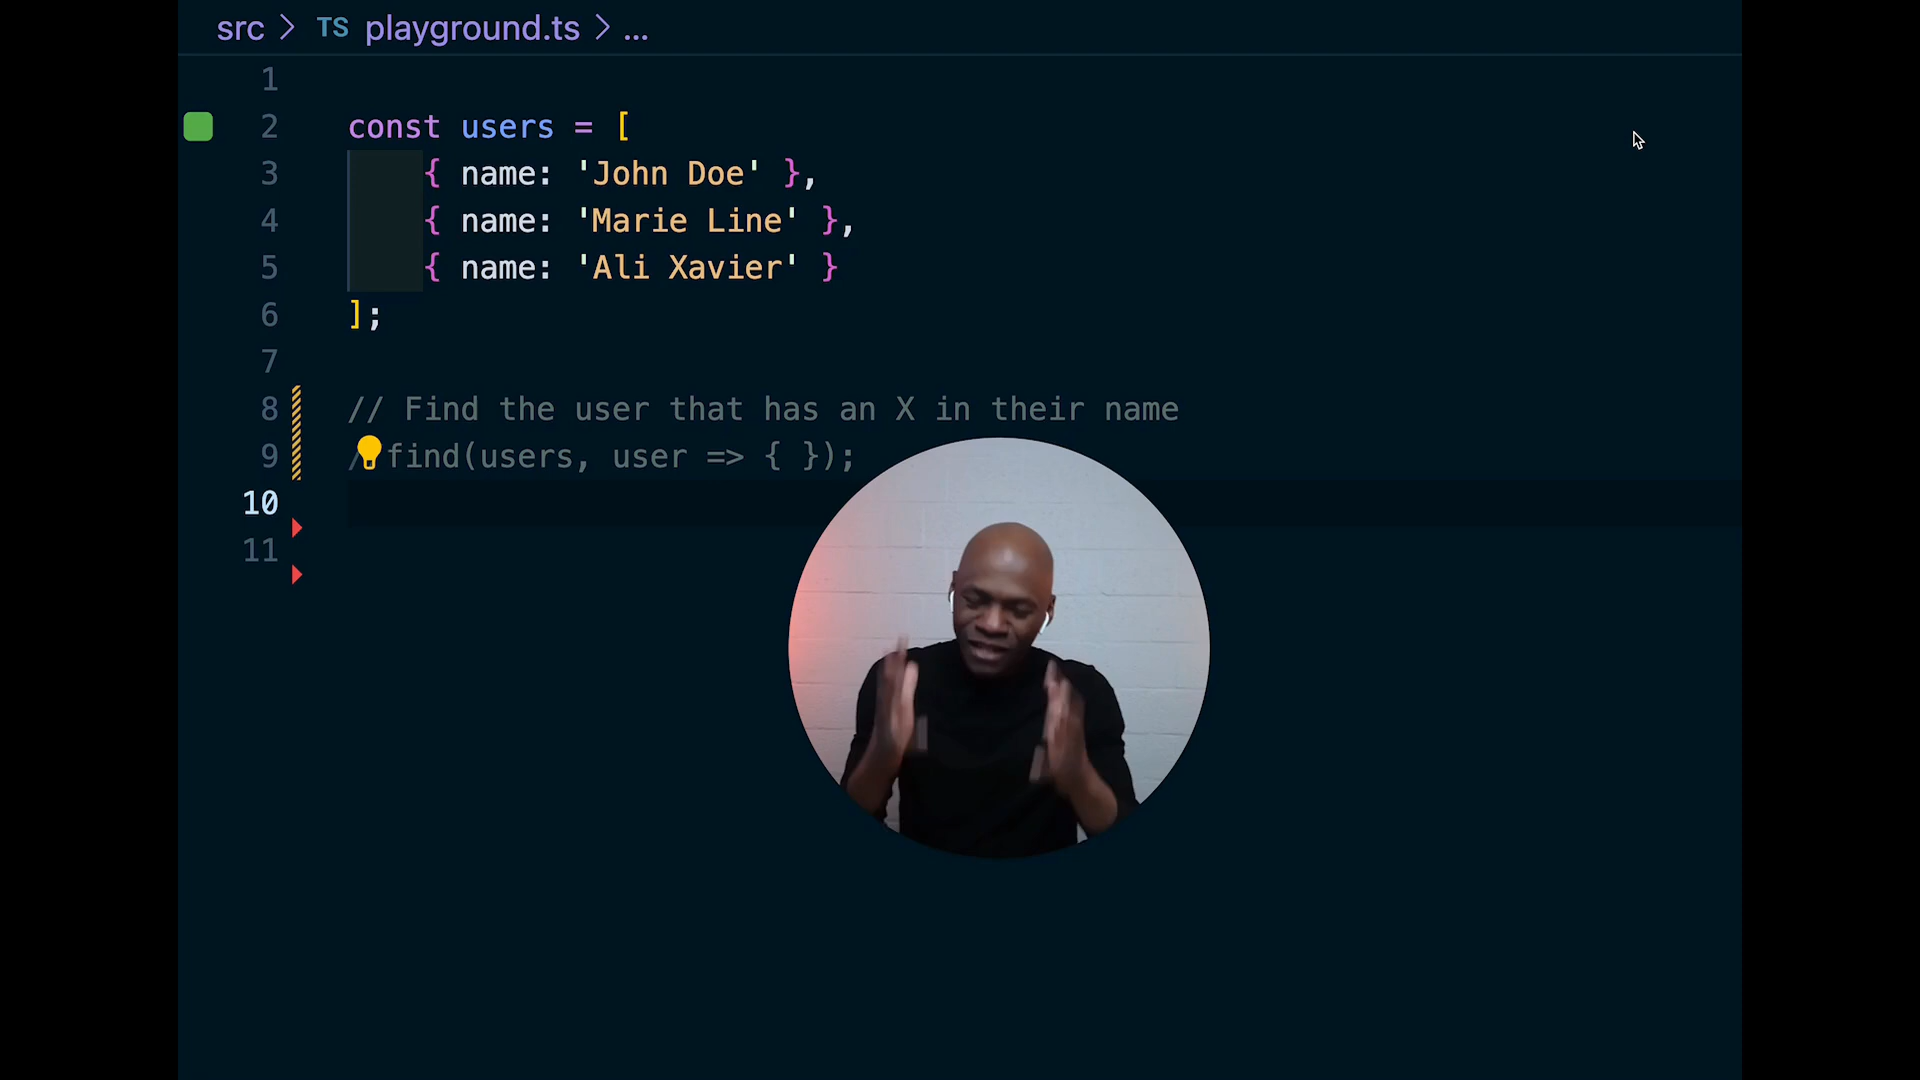 src > TS playground.ts > ...
1
2 const users = [
3 { name: 'John Doe' },
4 { name: 'Marie Line' },
5 { name: 'Ali Xavier' }
6 ];
7
8 // Find the user that has an X in their name
9 / find(users, user => { });
10
11